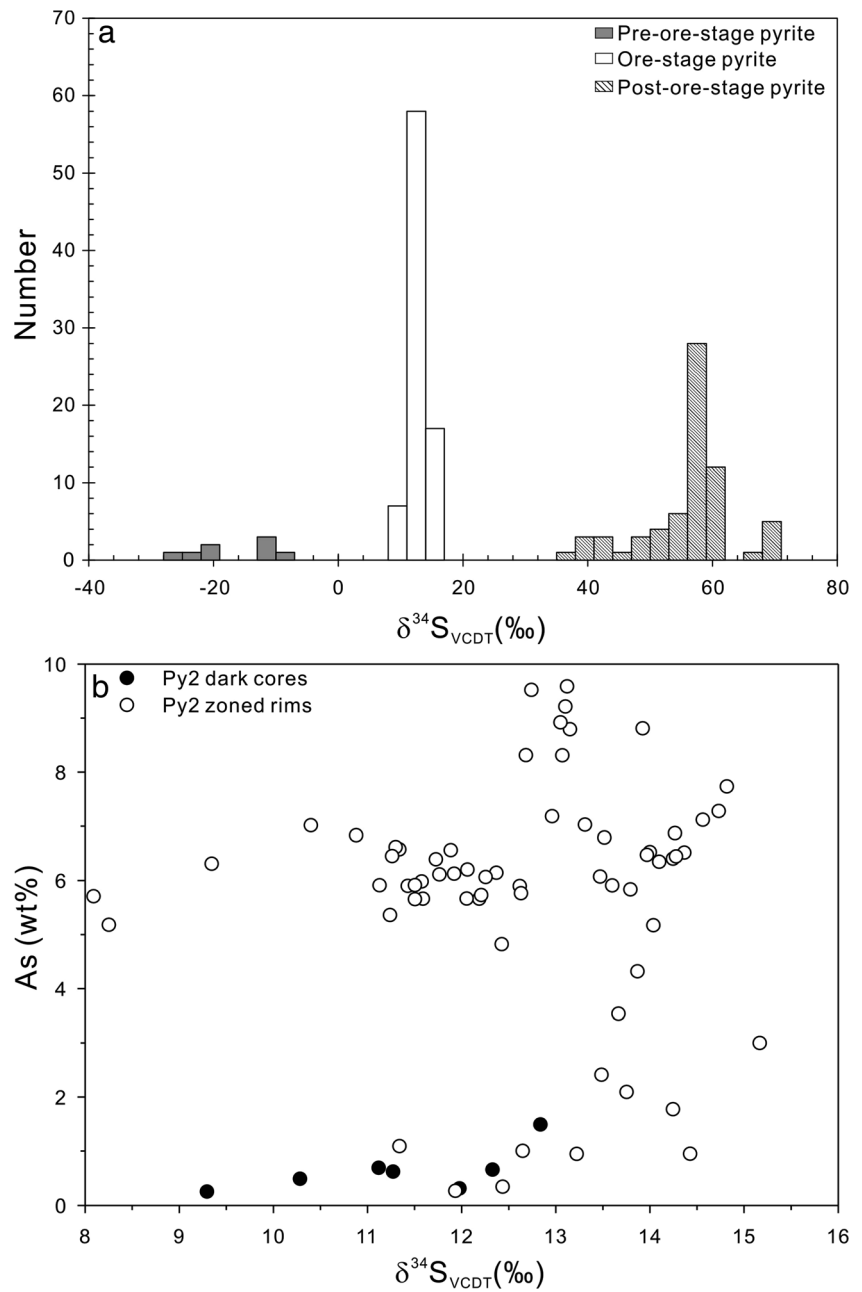 a
Pre-ore-stage pyrite
Ore-stage pyrite
Post-ore-stage pyrite
70
60
50
40
30
20
10
0
Number
-40 -20 0 20 40 60 80
δ³⁴S_VCDT(‰)
b
Py2 dark cores
Py2 zoned rims
10
8
6
4
2
0
As (wt%)
8 9 10 11 12 13 14 15 16
δ³⁴S_VCDT(‰)